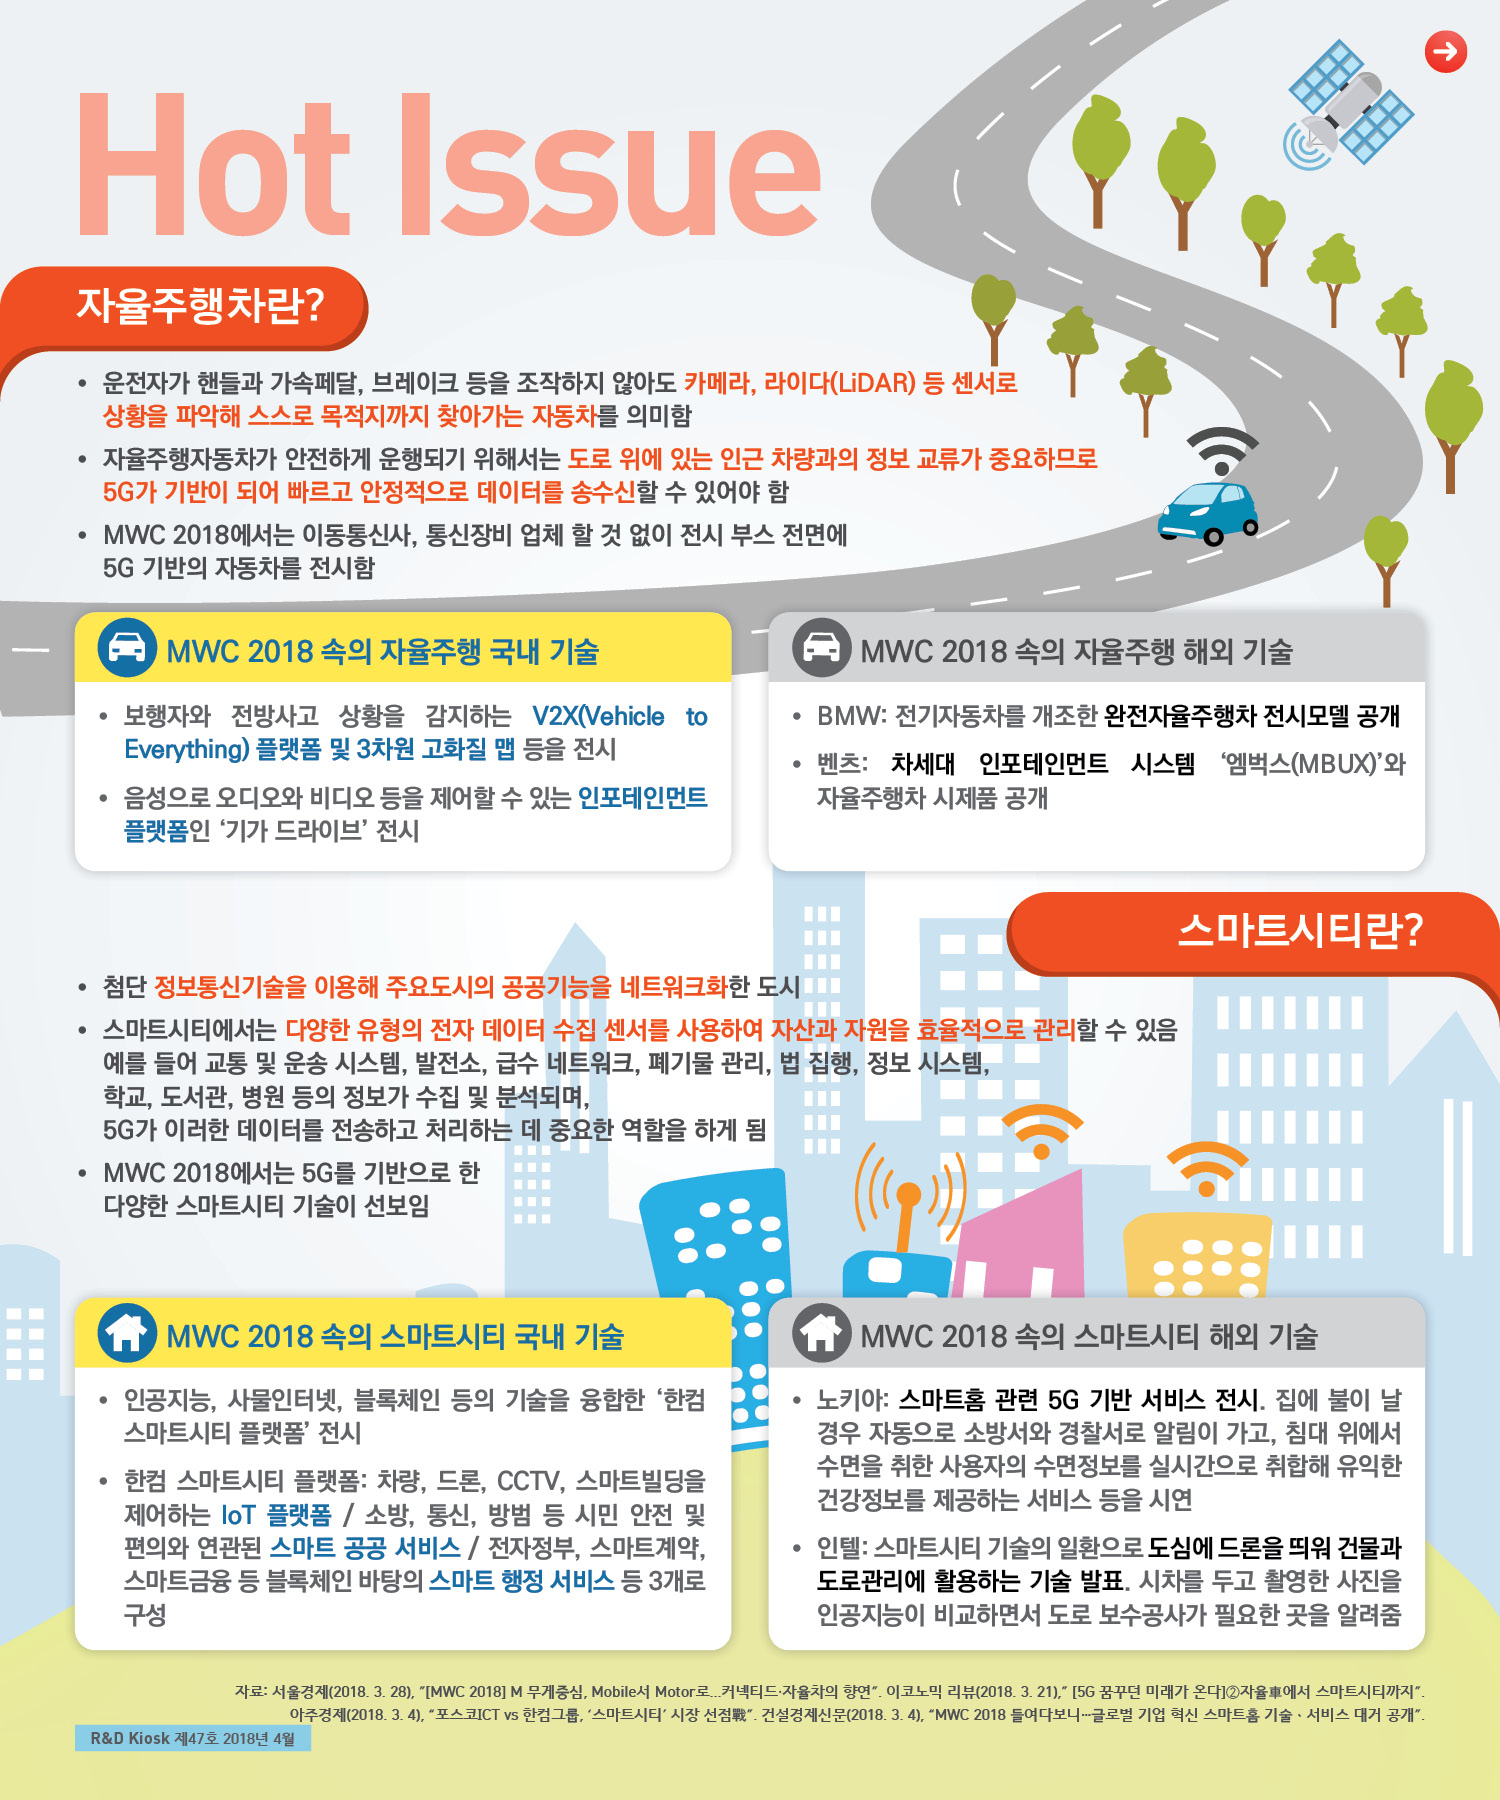 Hot Issue
자율주행차란?
• 운전자가 핸들과 가속페달, 브레이크 등을 조작하지 않아도 카메라, 라이다(LiDAR) 등 센서로
상황을 파악해 스스로 목적지까지 찾아가는 자동차를 의미함
• 자율주행자동차가 안전하게 운행되기 위해서는 도로 위에 있는 인근 차량과의 정보 교류가 중요하므로
5G가 기반이 되어 빠르고 안정적으로 데이터를 송수신할 수 있어야 함
• MWC 2018에서는 이동통신사, 통신장비 업체 할 것 없이 전시 부스 전면에
5G 기반의 자동차를 전시함
MWC 2018 속의 자율주행 국내 기술
• 보행자와 전방사고 상황을 감지하는 V2X(Vehicle to
Everything) 플랫폼 및 3차원 고화질 맵 등을 전시
• 음성으로 오디오와 비디오 등을 제어할 수 있는 인포테인먼트
플랫폼인 ‘기가 드라이브’ 전시
MWC 2018 속의 자율주행 해외 기술
• BMW: 전기자동차를 개조한 완전자율주행차 전시모델 공개
• 벤츠: 차세대 인포테인먼트 시스템 ‘엠벅스(MBUX)’와
자율주행차 시제품 공개
스마트시티란?
• 첨단 정보통신기술을 이용해 주요도시의 공공기능을 네트워크화한 도시
• 스마트시티에서는 다양한 유형의 전자 데이터 수집 센서를 사용하여 자산과 자원을 효율적으로 관리할 수 있음
예를 들어 교통 및 운송 시스템, 발전소, 급수 네트워크, 폐기물 관리, 법 집행, 정보 시스템,
학교, 도서관, 병원 등의 정보가 수집 및 분석되며,
5G가 이러한 데이터를 전송하고 처리하는 데 중요한 역할을 하게 됨
• MWC 2018에서는 5G를 기반으로 한
다양한 스마트시티 기술이 선보임
MWC 2018 속의 스마트시티 국내 기술
• 인공지능, 사물인터넷, 블록체인 등의 기술을 융합한 ‘한컴
스마트시티 플랫폼’ 전시
• 한컴 스마트시티 플랫폼: 차량, 드론, CCTV, 스마트빌딩을
제어하는 IoT 플랫폼 / 소방, 통신, 방범 등 시민 안전 및
편의와 연관된 스마트 공공 서비스 / 전자정부, 스마트계약,
스마트금융 등 블록체인 바탕의 스마트 행정 서비스 등 3개로
구성
MWC 2018 속의 스마트시티 해외 기술
• 노키아: 스마트홈 관련 5G 기반 서비스 전시. 집에 불이 날
경우 자동으로 소방서와 경찰서로 알림이 가고, 침대 위에서
수면을 취한 사용자의 수면정보를 실시간으로 취합해 유익한
건강정보를 제공하는 서비스 등을 시연
• 인텔: 스마트시티 기술의 일환으로 도심에 드론을 띄워 건물과
도로관리에 활용하는 기술 발표. 시차를 두고 촬영한 사진을
인공지능이 비교하면서 도로 보수공사가 필요한 곳을 알려줌
자료: 서울경제(2018. 3. 28), “[MWC 2018] M 무게중심, Mobile서 Motor로...커넥티드·자율차의 향연”. 이코노믹 리뷰(2018. 3. 21),” [5G 꿈꾸던 미래가 온다]②자율車에서 스마트시티까지”.
아주경제(2018. 3. 4), “포스코ICT vs 한컴그룹, ‘스마트시티’ 시장 선점戰”. 건설경제신문(2018. 3. 4), “MWC 2018 들여다보니…글로벌 기업 혁신 스마트홈 기술ㆍ서비스 대거 공개”.
R&D Kiosk 제47호 2018년 4월